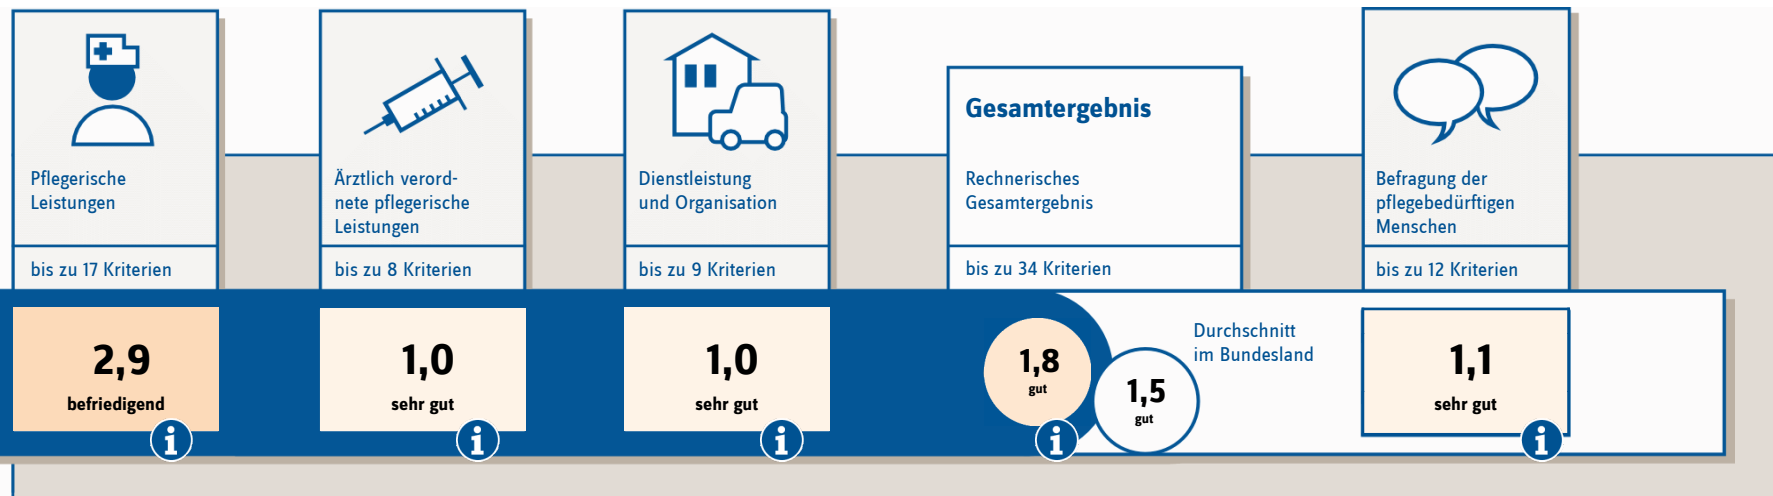 Pflegerische
Leistungen
bis zu 17 Kriterien
2,9
befriedigend
i
Ärztlich verord-
nete pflegerische
Leistungen
bis zu 8 Kriterien
1,0
sehr gut
i
Dienstleistung
und Organisation
bis zu 9 Kriterien
1,0
sehr gut
i
Gesamtergebnis
Rechnerisches
Gesamtergebnis
bis zu 34 Kriterien
1,8
gut
i
Durchschnitt
im Bundesland
1,5
gut
Befragung der
pflegebedürftigen
Menschen
bis zu 12 Kriterien
1,1
sehr gut
i